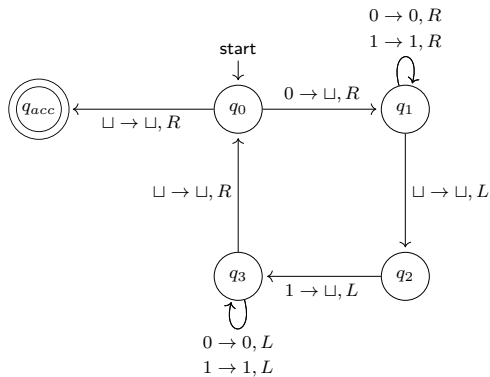 0 → 0, R
1 → 1, R
start
q_acc
q_0
0 → ⊔, R
q_1
⊔ → ⊔, R
⊔ → ⊔, R
⊔ → ⊔, L
q_3
1 → ⊔, L
q_2
0 → 0, L
1 → 1, L